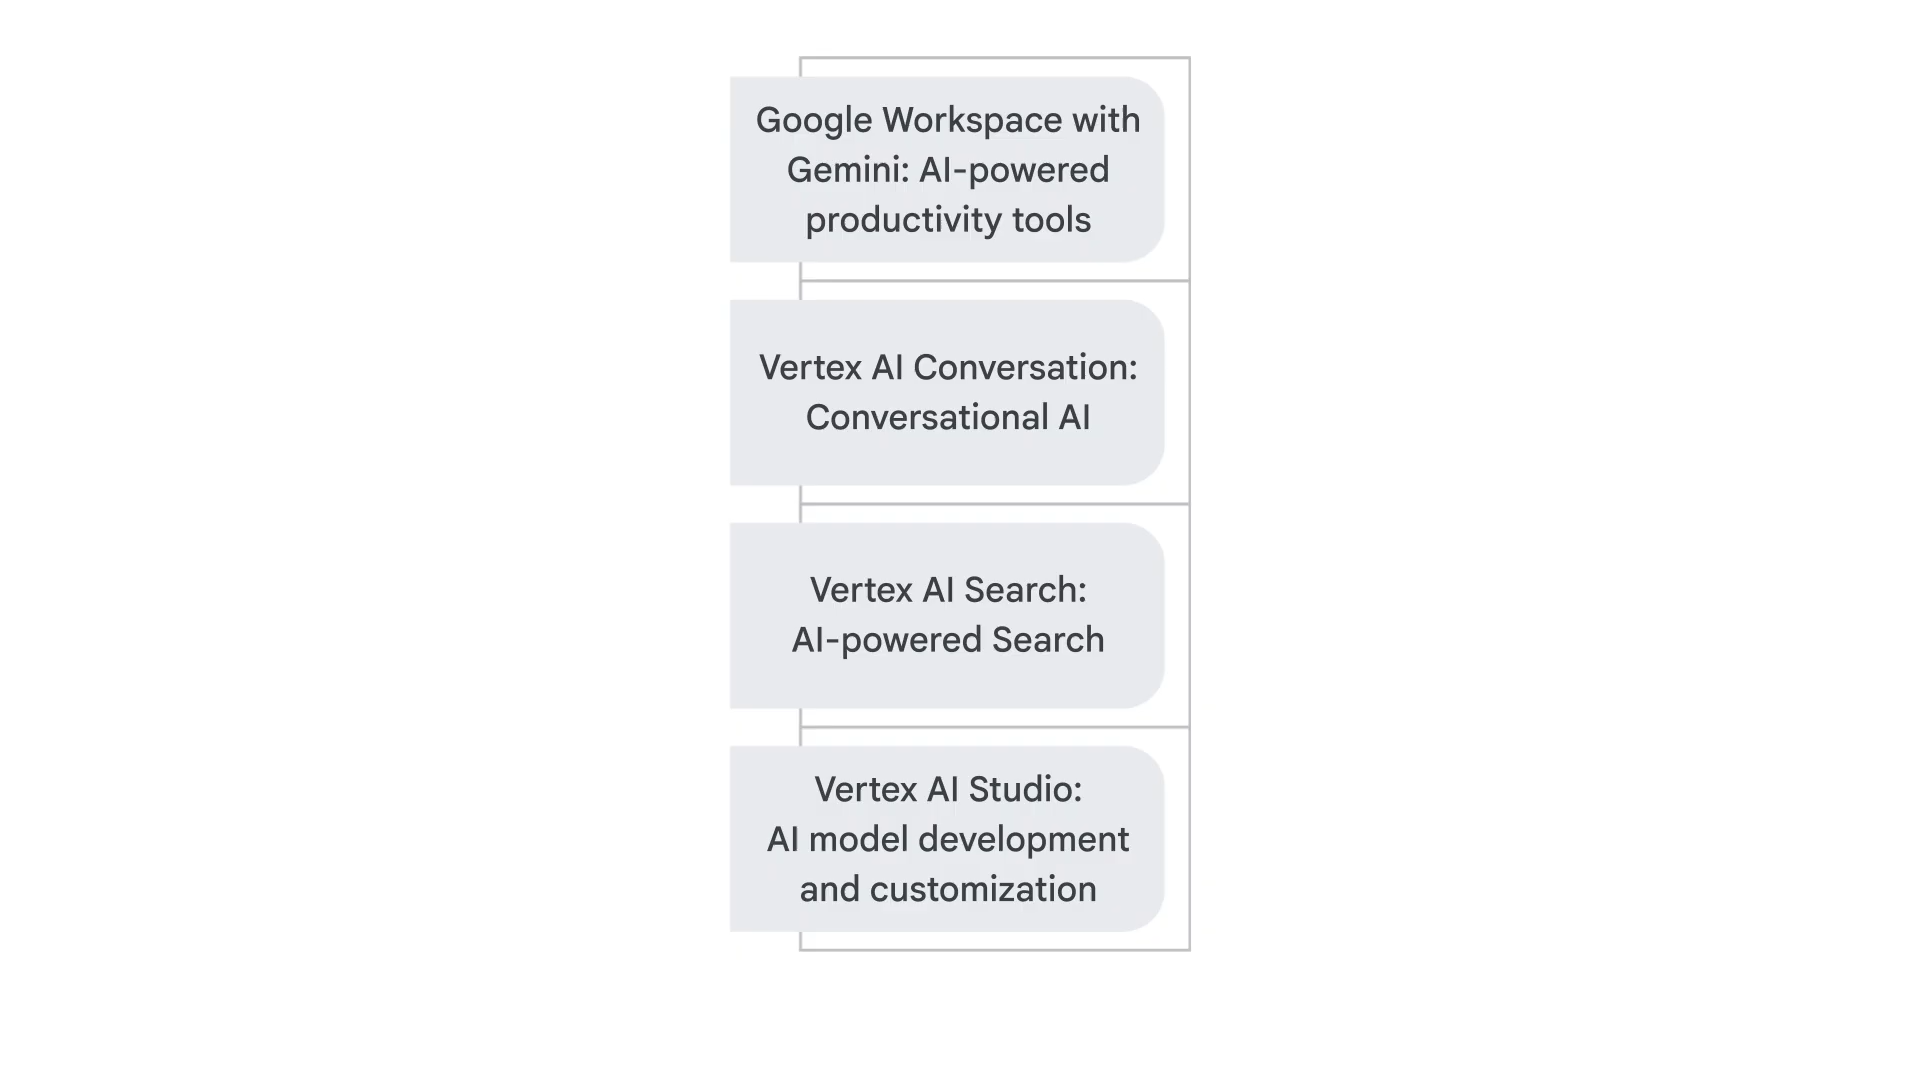 Google Workspace with
Gemini: AI-powered
productivity tools
Vertex AI Conversation:
Conversational AI
Vertex AI Search:
AI-powered Search
Vertex AI Studio:
AI model development
and customization